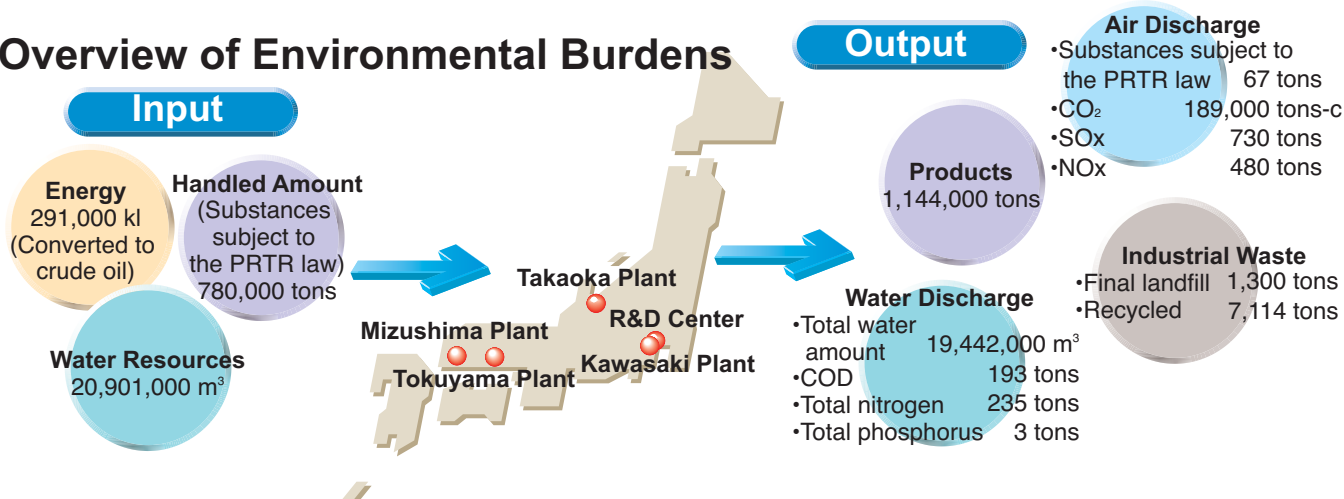 Overview of Environmental Burdens
Input
Energy
291,000 kl
(Converted to
crude oil)
Handled Amount
(Substances
subject to
the PRTR law)
780,000 tons
Water Resources
20,901,000 m³
Takaoka Plant
R&D Center
Mizushima Plant
Kawasaki Plant
Tokuyama Plant
Output
Products
1,144,000 tons
Air Discharge
•Substances subject to
the PRTR law 67 tons
•CO₂ 189,000 tons-c
•SOx 730 tons
•NOx 480 tons
Water Discharge
•Total water
amount 19,442,000 m³
•COD 193 tons
•Total nitrogen 235 tons
•Total phosphorus 3 tons
Industrial Waste
•Final landfill 1,300 tons
•Recycled 7,114 tons